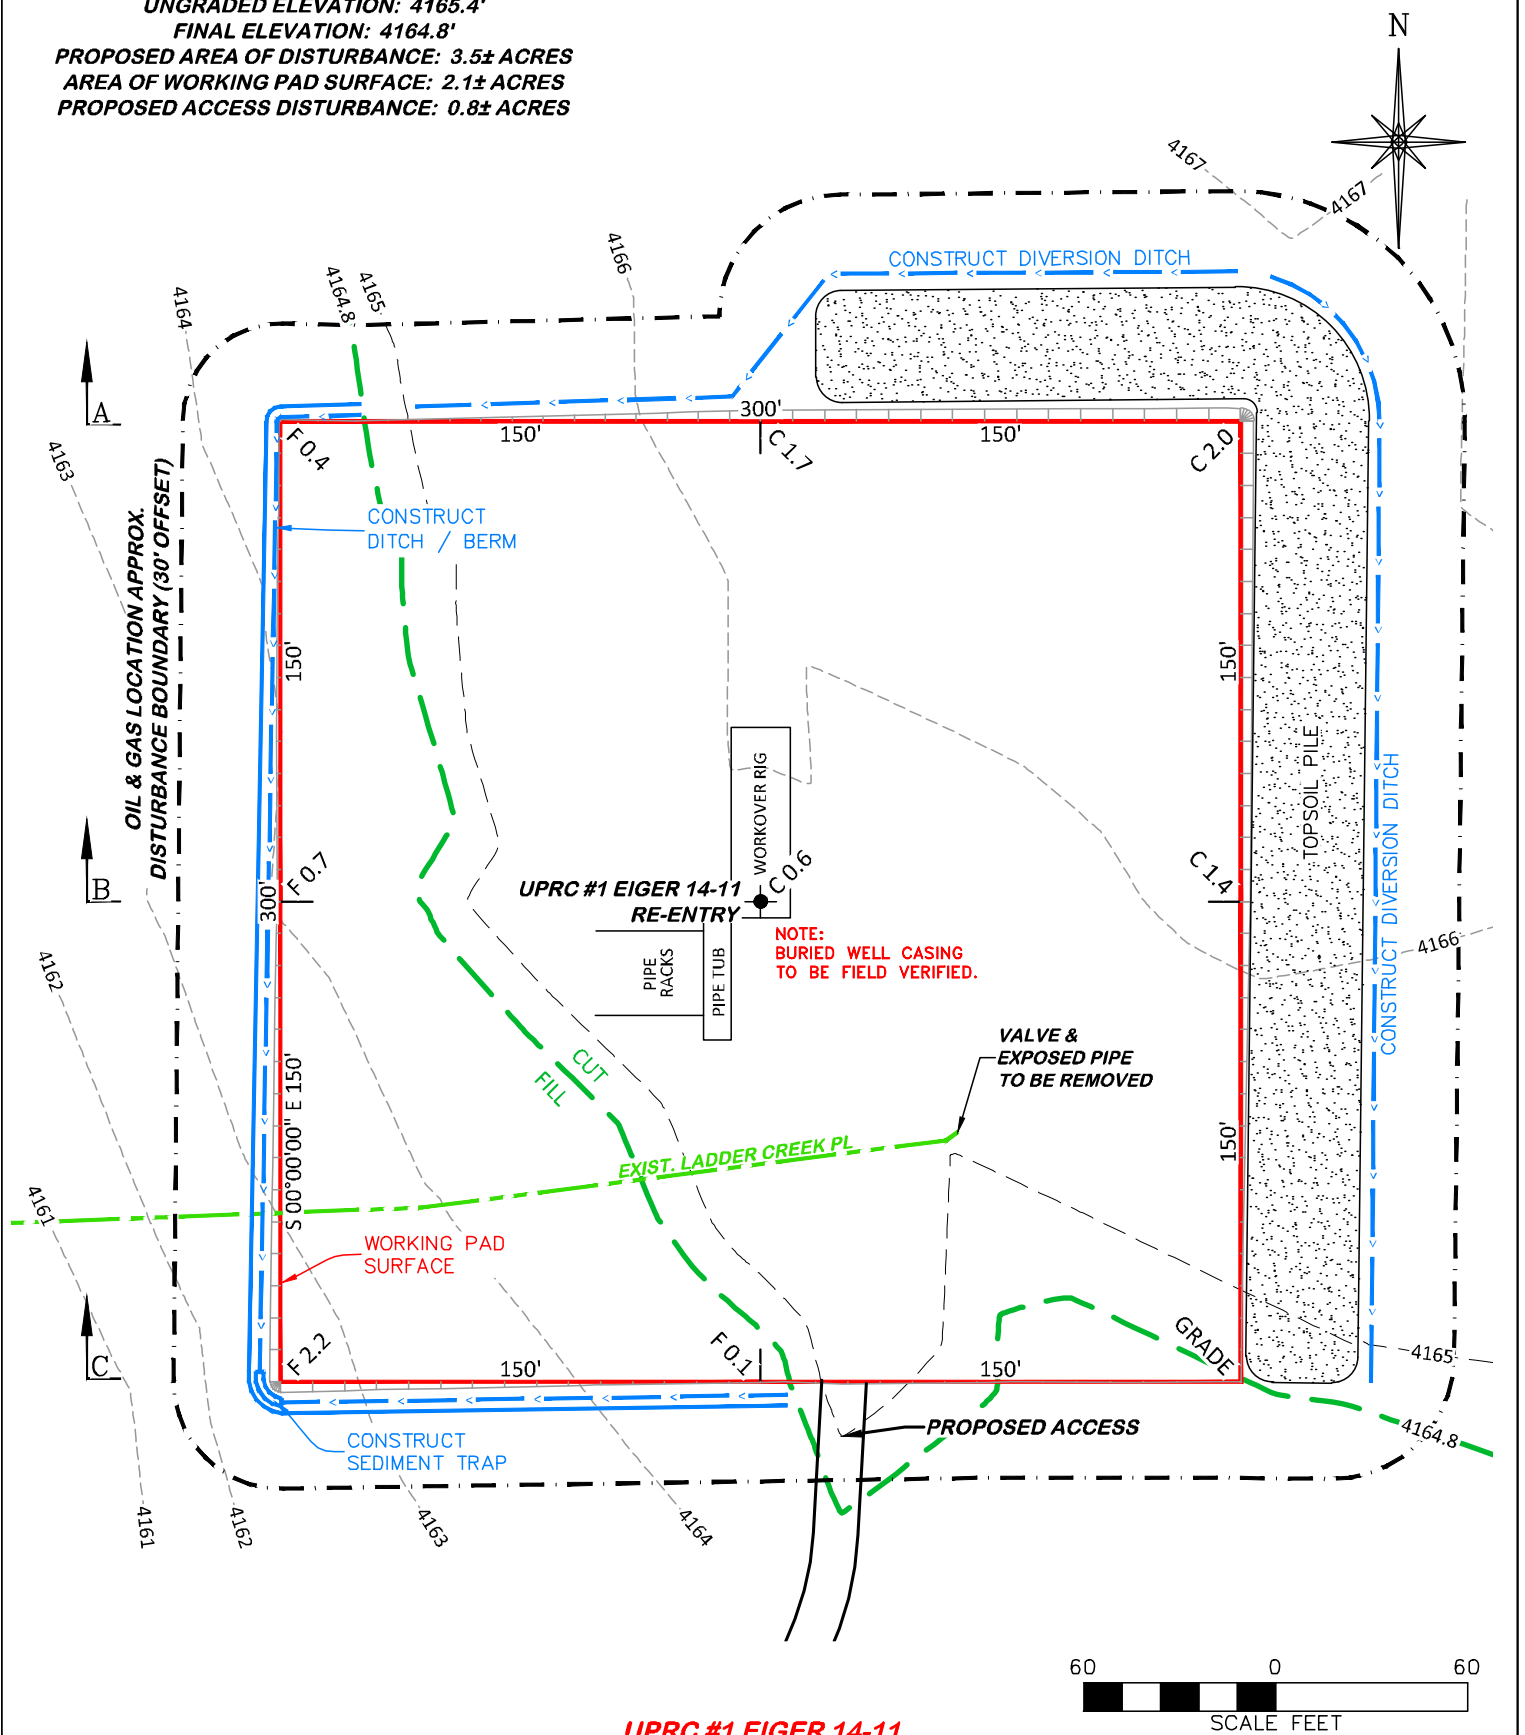 UNGRADED ELEVATION: 4165.4'
FINAL ELEVATION: 4164.8'
PROPOSED AREA OF DISTURBANCE: 3.5± ACRES
AREA OF WORKING PAD SURFACE: 2.1± ACRES
PROPOSED ACCESS DISTURBANCE: 0.8± ACRES
N
4167
4167
4166
4164.8
4165
4164
CONSTRUCT DIVERSION DITCH
A
300'
F 0.4
150'
C 1.7
150'
C 2.0
4163
OIL & GAS LOCATION APPROX.
DISTURBANCE BOUNDARY (30' OFFSET)
CONSTRUCT
DITCH / BERM
150'
150'
TOPSOIL PILE
CONSTRUCT DIVERSION DITCH
WORKOVER RIG
B
300'
F 0.7
UPRC #1 EIGER 14-11
RE-ENTRY
C 0.6
C 1.4
NOTE:
BURIED WELL CASING
TO BE FIELD VERIFIED.
PIPE
RACKS
PIPE TUB
4166
4162
VALVE &
EXPOSED PIPE
TO BE REMOVED
CUT
FILL
S 00°00'00" E 150'
150'
EXIST. LADDER CREEK PL
4161
WORKING PAD
SURFACE
C
F 2.2
150'
F 0.1
150'
GRADE
4165
PROPOSED ACCESS
4164.8
CONSTRUCT
SEDIMENT TRAP
4161
4162
4163
4164
60
0
60
SCALE FEET
UPRC #1 EIGER 14-11